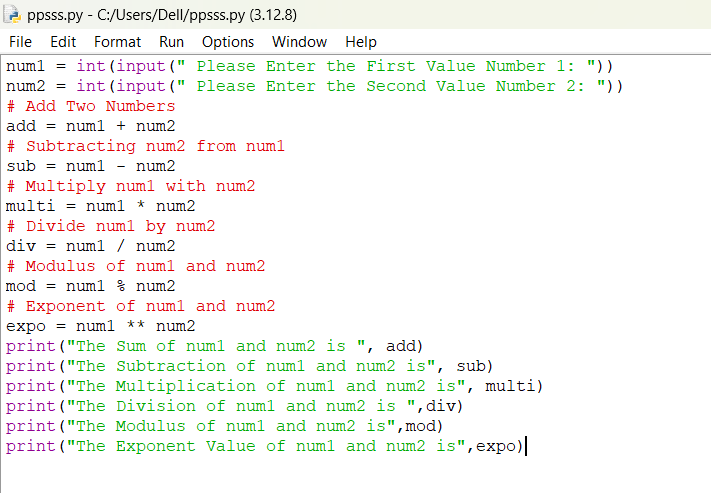 ppsss.py - C:/Users/Dell/ppsss.py (3.12.8)
File Edit Format Run Options Window Help
num1 = int(input(" Please Enter the First Value Number 1: "))
num2 = int(input(" Please Enter the Second Value Number 2: "))
# Add Two Numbers
add = num1 + num2
# Subtracting num2 from num1
sub = num1 - num2
# Multiply num1 with num2
multi = num1 * num2
# Divide num1 by num2
div = num1 / num2
# Modulus of num1 and num2
mod = num1 % num2
# Exponent of num1 and num2
expo = num1 ** num2
print("The Sum of num1 and num2 is ", add)
print("The Subtraction of num1 and num2 is", sub)
print("The Multiplication of num1 and num2 is", multi)
print("The Division of num1 and num2 is ",div)
print("The Modulus of num1 and num2 is",mod)
print("The Exponent Value of num1 and num2 is",expo)